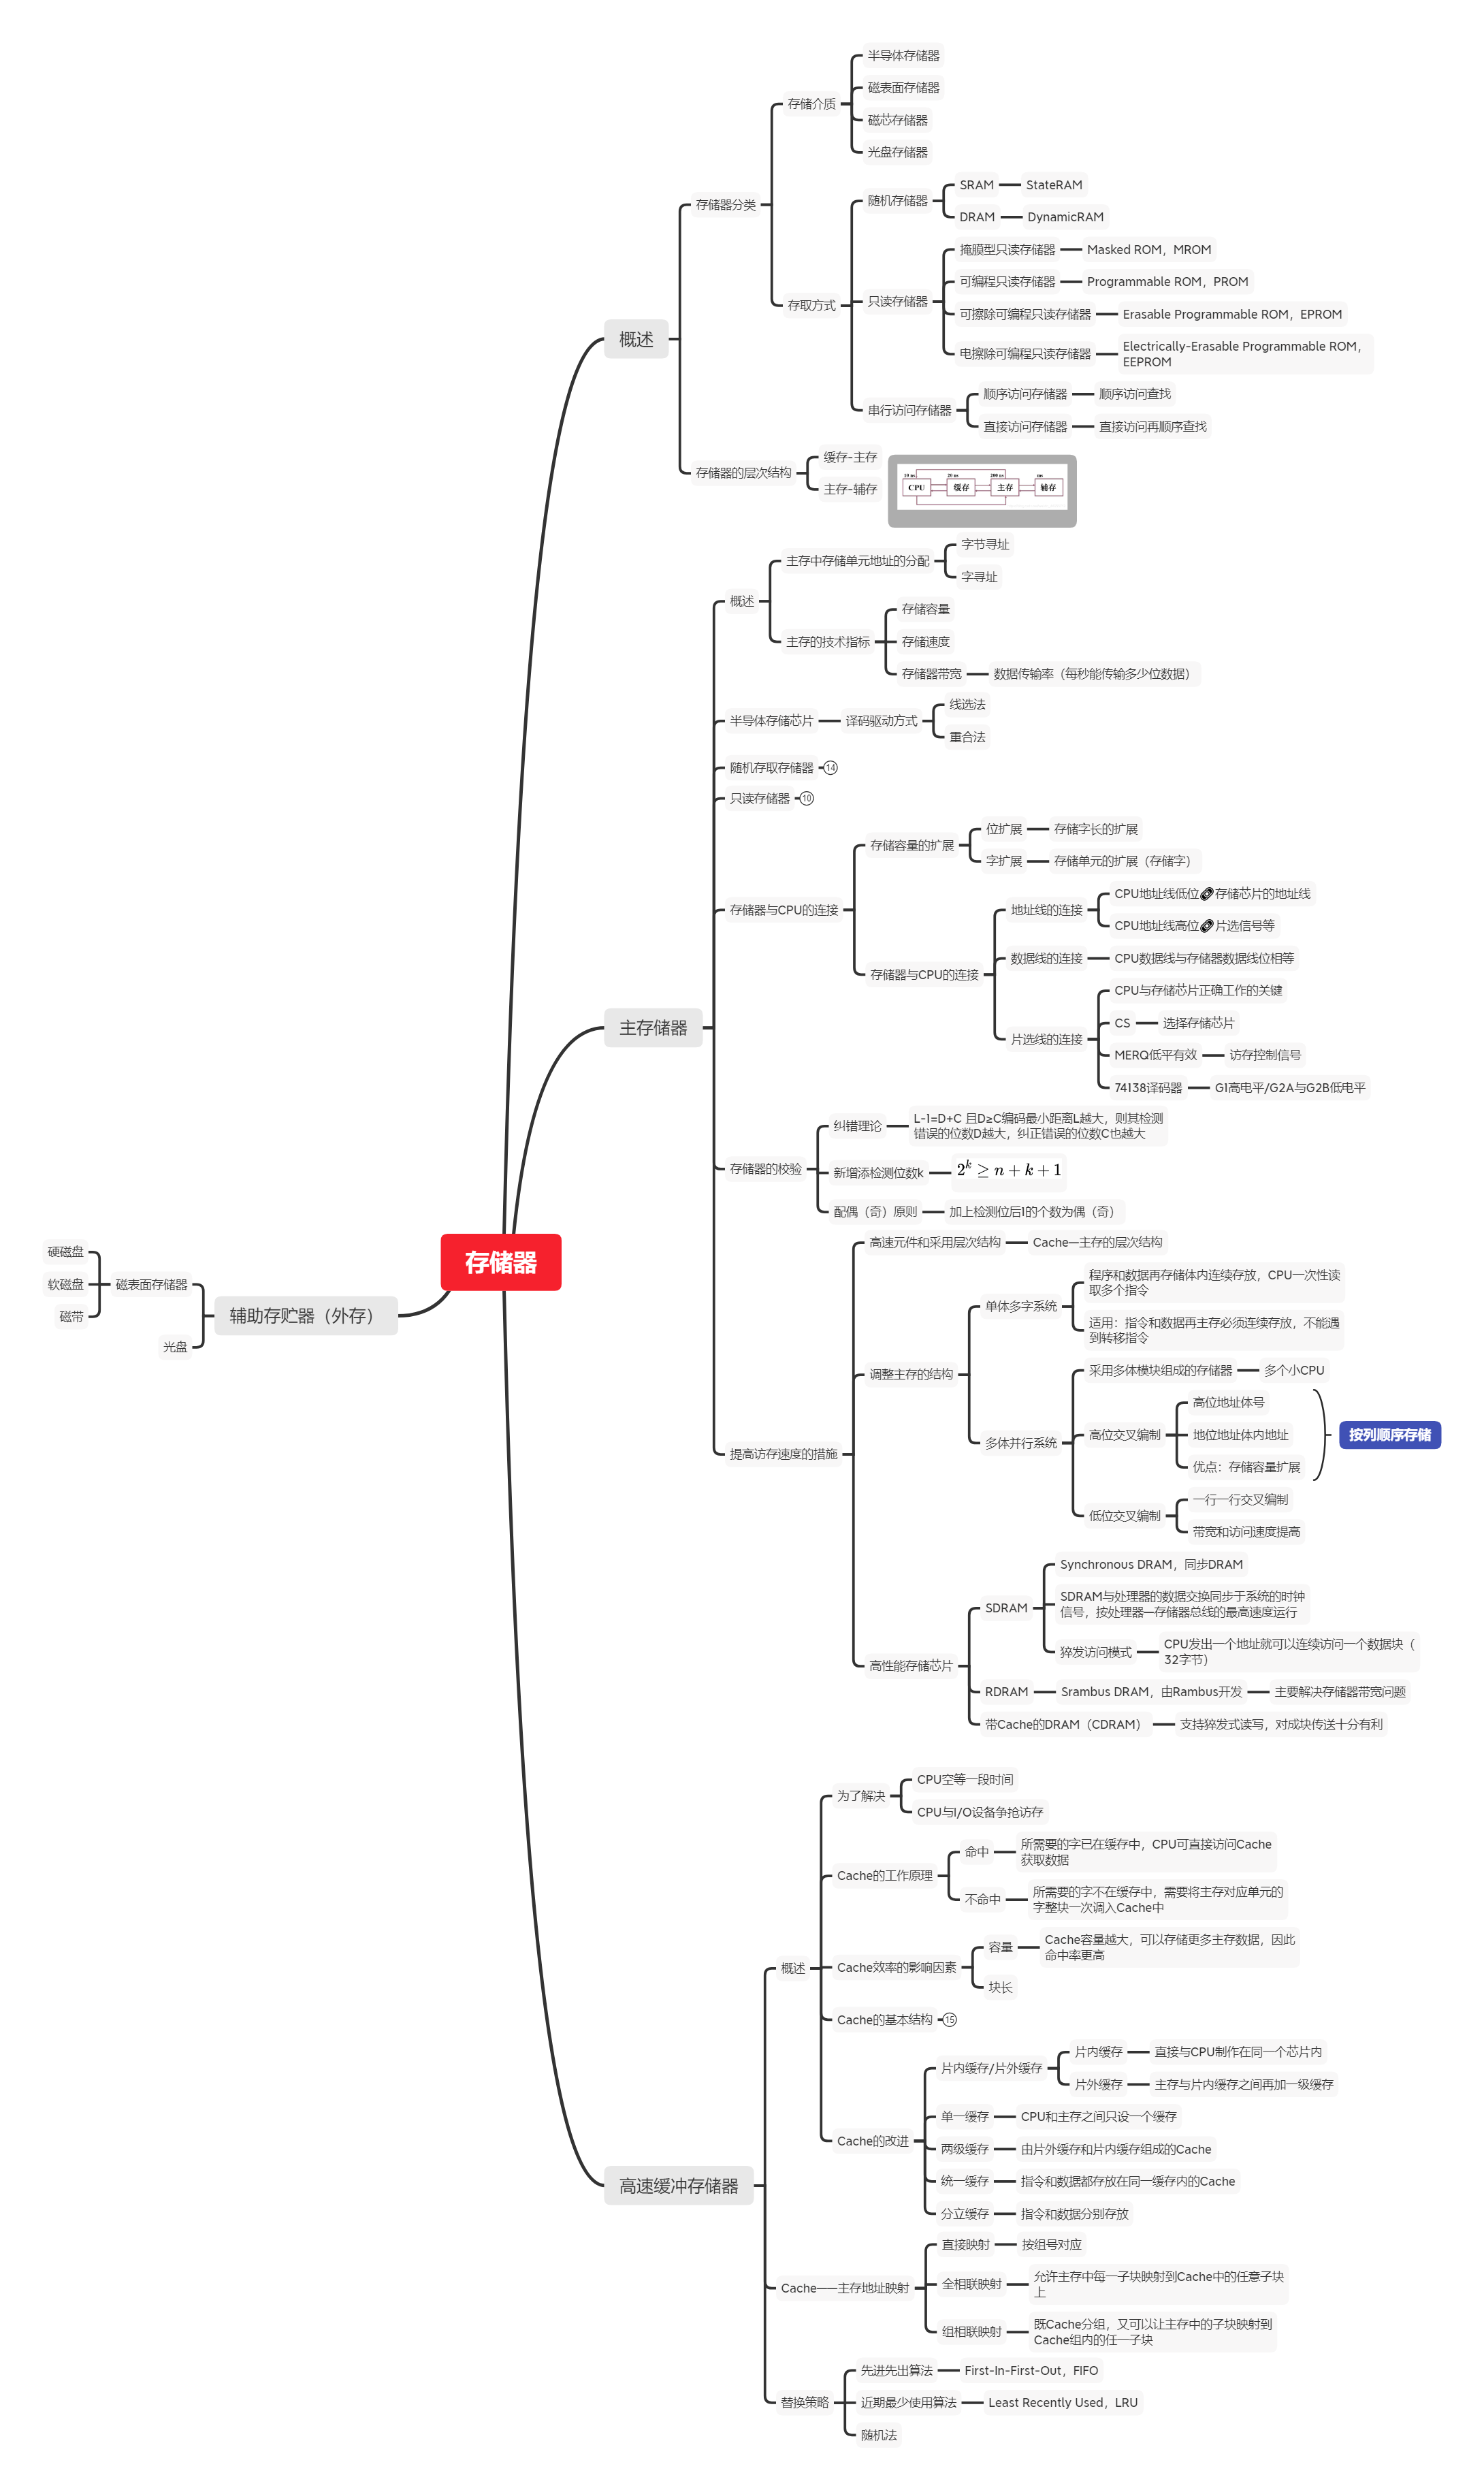 半导体存储器
磁表面存储器
存储介质
磁芯存储器
光盘存储器
存储器分类
SRAM
StateRAM
随机存储器
DRAM
DynamicRAM
掩膜型只读存储器
Masked ROM，MROM
可编程只读存储器
Programmable ROM，PROM
存取方式
只读存储器
可擦除可编程只读存储器
Erasable Programmable ROM，EPROM
电擦除可编程只读存储器
Electrically-Erasable Programmable ROM，
EEPROM
概述
串行访问存储器
顺序访问存储器
顺序访问查找
直接访问存储器
直接访问再顺序查找
存储器的层次结构
缓存-主存
主存-辅存
10 ns
20 ns
200 ns
ms
CPU
缓存
主存
辅存
概述
主存中存储单元地址的分配
字节寻址
字寻址
主存的技术指标
存储容量
存储速度
存储器带宽
数据传输率（每秒能传输多少位数据）
半导体存储芯片
译码驱动方式
线选法
重合法
随机存取存储器
14
只读存储器
10
存储器与CPU的连接
存储容量的扩展
位扩展
存储字长的扩展
字扩展
存储单元的扩展（存储字）
存储器与CPU的连接
地址线的连接
CPU地址线低位🔗存储芯片的地址线
CPU地址线高位🔗片选信号等
数据线的连接
CPU数据线与存储器数据线位相等
片选线的连接
CPU与存储芯片正确工作的关键
CS
选择存储芯片
MERQ低平有效
访存控制信号
74138译码器
G1高电平/G2A与G2B低电平
主存储器
存储器的校验
纠错理论
L-1=D+C 且D≥C编码最小距离L越大，则其检测
错误的位数D越大，纠正错误的位数C也越大
新增添检测位数k
2^k ≥ n + k + 1
配偶（奇）原则
加上检测位后1的个数为偶（奇）
提高访存速度的措施
高速元件和采用层次结构
Cache—主存的层次结构
调整主存的结构
单体多字系统
程序和数据再存储体内连续存放，CPU一次性读
取多个指令
适用：指令和数据再主存必须连续存放，不能遇
到转移指令
多体并行系统
采用多体模块组成的存储器
多个小CPU
高位交叉编制
高位地址体号
地位地址体内地址
优点：存储容量扩展
按列顺序存储
低位交叉编制
一行一行交叉编制
带宽和访问速度提高
高性能存储芯片
SDRAM
Synchronous DRAM，同步DRAM
SDRAM与处理器的数据交换同步于系统的时钟
信号，按处理器—存储器总线的最高速度运行
猝发访问模式
CPU发出一个地址就可以连续访问一个数据块（
32字节）
RDRAM
Srambus DRAM，由Rambus开发
主要解决存储器带宽问题
带Cache的DRAM（CDRAM）
支持猝发式读写，对成块传送十分有利
存储器
硬磁盘
软磁盘
磁带
磁表面存储器
光盘
辅助存贮器（外存）
高速缓冲存储器
概述
为了解决
CPU空等一段时间
CPU与I/O设备争抢访存
Cache的工作原理
命中
所需要的字已在缓存中，CPU可直接访问Cache
获取数据
不命中
所需要的字不在缓存中，需要将主存对应单元的
字整块一次调入Cache中
Cache效率的影响因素
容量
Cache容量越大，可以存储更多主存数据，因此
命中率更高
块长
Cache的基本结构
15
Cache的改进
片内缓存/片外缓存
片内缓存
直接与CPU制作在同一个芯片内
片外缓存
主存与片内缓存之间再加一级缓存
单一缓存
CPU和主存之间只设一个缓存
两级缓存
由片外缓存和片内缓存组成的Cache
统一缓存
指令和数据都存放在同一缓存内的Cache
分立缓存
指令和数据分别存放
Cache——主存地址映射
直接映射
按组号对应
全相联映射
允许主存中每一子块映射到Cache中的任意子块
上
组相联映射
既Cache分组，又可以让主存中的子块映射到
Cache组内的任一子块
替换策略
先进先出算法
First-In-First-Out，FIFO
近期最少使用算法
Least Recently Used，LRU
随机法